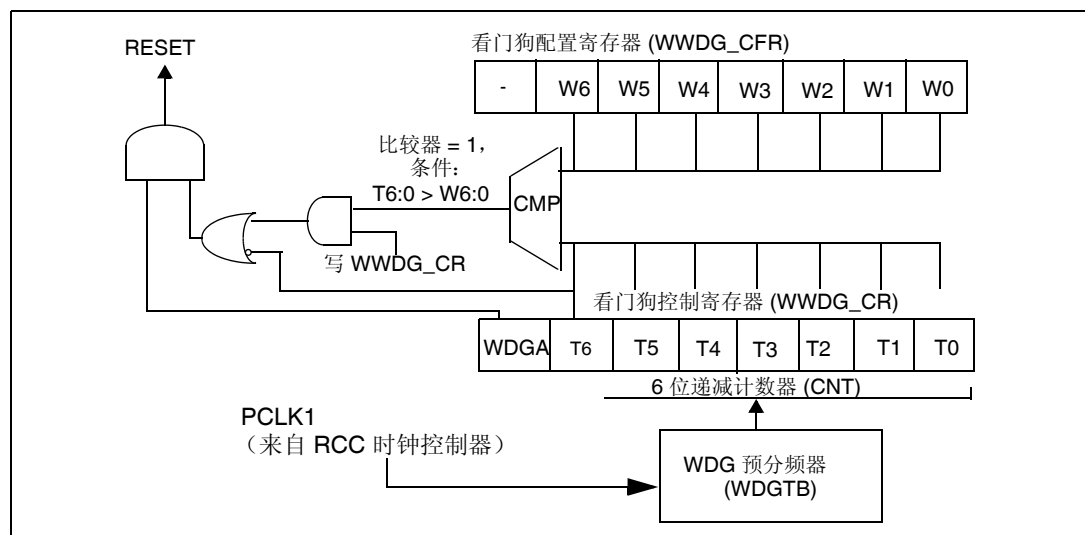 RESET
看门狗配置寄存器 (WWDG_CFR)
- W6 W5 W4 W3 W2 W1 W0
比较器 = 1，
条件：
T6:0 > W6:0
CMP
写 WWDG_CR
看门狗控制寄存器 (WWDG_CR)
WDGA T6 T5 T4 T3 T2 T1 T0
6 位递减计数器 (CNT)
PCLK1
（来自 RCC 时钟控制器）
WDG 预分频器
(WDGTB)